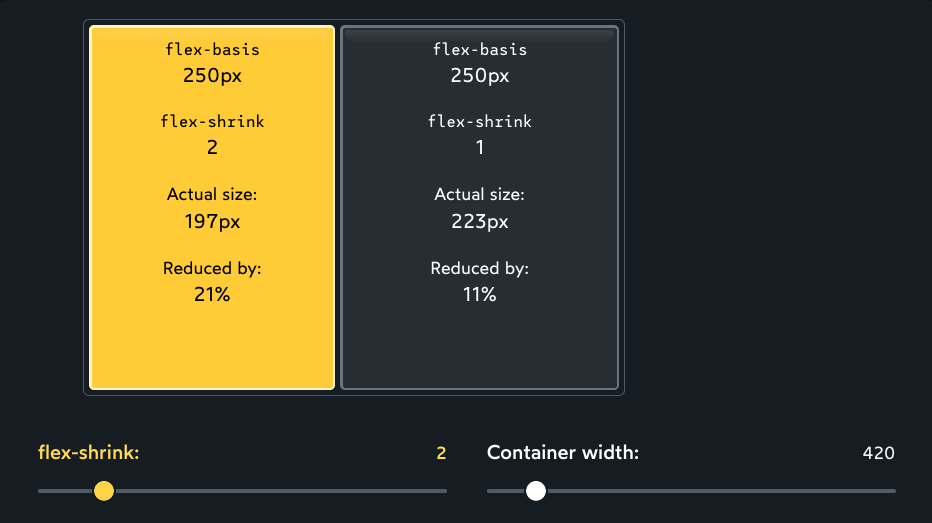 flex-basis
250px
flex-shrink
2
Actual size:
197px
Reduced by:
21%
flex-basis
250px
flex-shrink
1
Actual size:
223px
Reduced by:
11%
flex-shrink: 2
Container width: 420